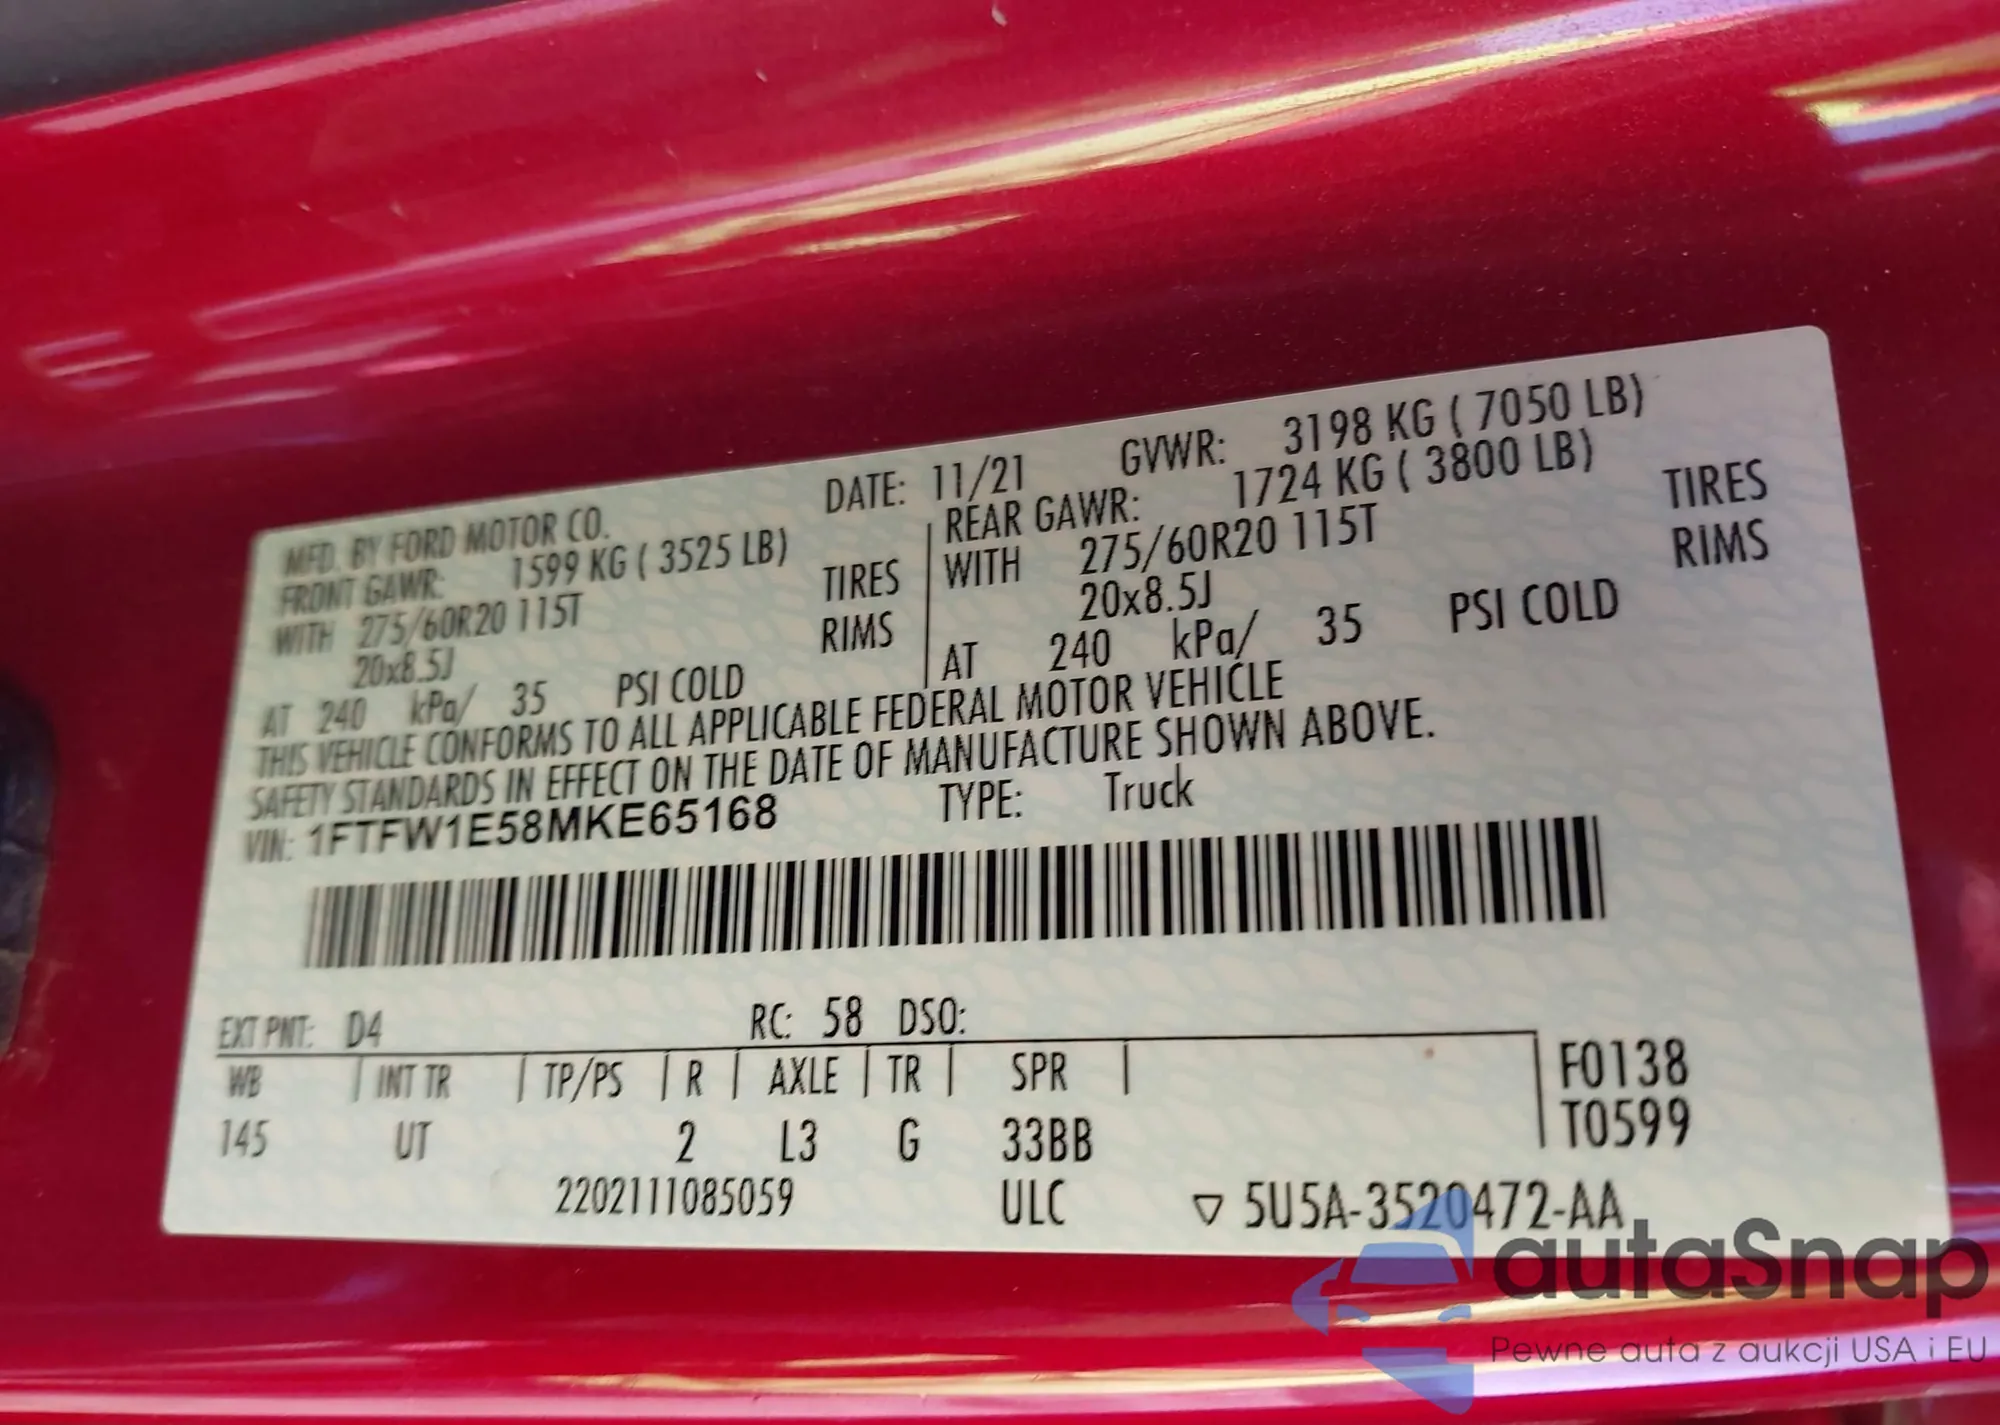 MFD. BY FORD MOTOR CO. DATE: 11/21 GVWR: 3198 KG ( 7050 LB)
FRONT GAWR: 1599 KG ( 3525 LB) REAR GAWR: 1724 KG ( 3800 LB)
WITH 275/60R20 115T TIRES WITH 275/60R20 115T TIRES
20x8.5J RIMS 20x8.5J RIMS
AT 240 kPa/ 35 PSI COLD AT 240 kPa/ 35 PSI COLD
THIS VEHICLE CONFORMS TO ALL APPLICABLE FEDERAL MOTOR VEHICLE
SAFETY STANDARDS IN EFFECT ON THE DATE OF MANUFACTURE SHOWN ABOVE.
VIN: 1FTFW1E58MKE65168 TYPE: Truck
EXT PNT: D4 RC: 58 DSO:
WB INT TR TP/PS R AXLE TR SPR F0138
145 UT 2 L3 G 33BB T0599
2202111085059 ULC ▽ 5U5A-3520472-AA
autaSnap
Pewne auta z aukcji USA i EU